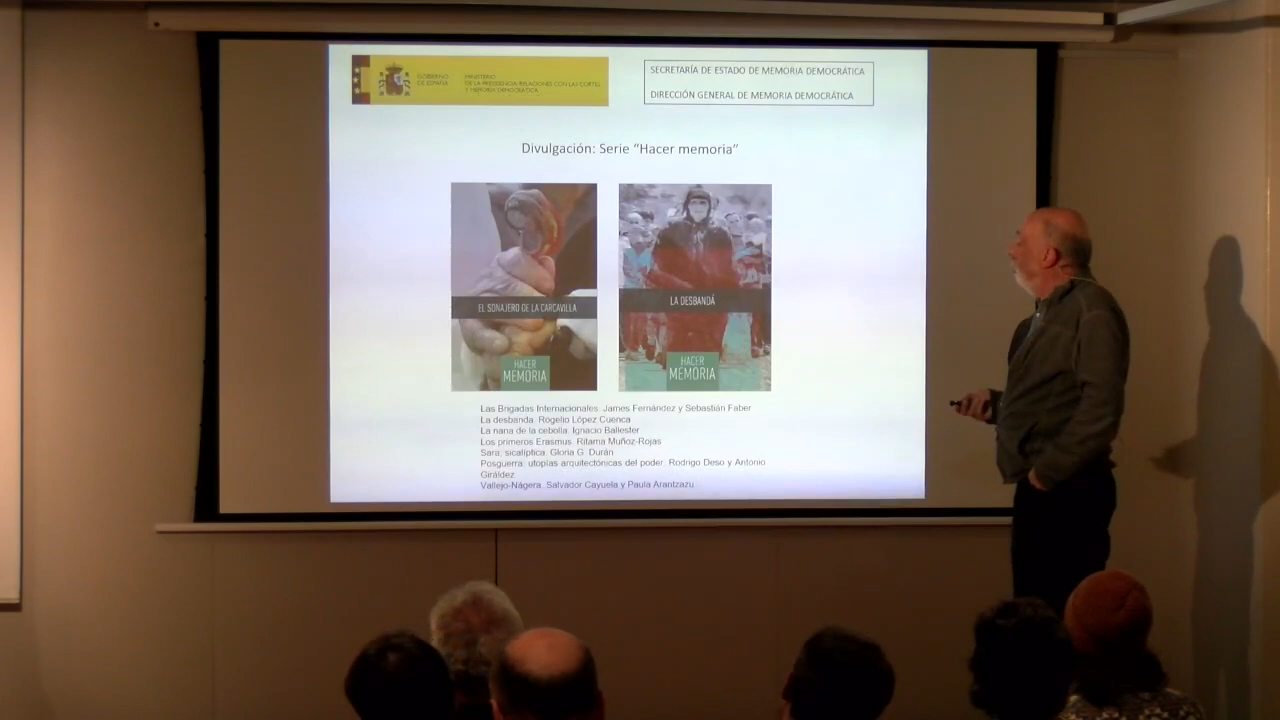 GOBIERNO
DE ESPAÑA
MINISTERIO
DE LA PRESIDENCIA, RELACIONES CON LAS CORTES
Y MEMORIA DEMOCRÁTICA
SECRETARÍA DE ESTADO DE MEMORIA DEMOCRÁTICA
DIRECCIÓN GENERAL DE MEMORIA DEMOCRÁTICA
Divulgación: Serie “Hacer memoria”
EL SONAJERO DE LA CARCAVILLA
HACER
MEMORIA
LA DESBANDÁ
HACER
MEMORIA
Las Brigadas Internacionales. James Fernández y Sebastián Faber
La desbanda. Rogelio López Cuenca
La nana de la cebolla. Ignacio Ballester
Los primeros Erasmus. Ritama Muñoz-Rojas
Sara: sicalíptica. Gloria G. Durán
Posguerra: utopías arquitectónicas del poder. Rodrigo Deso y Antonio
Giráldez
Vallejo-Nágera. Salvador Cayuela y Paula Arantzazu